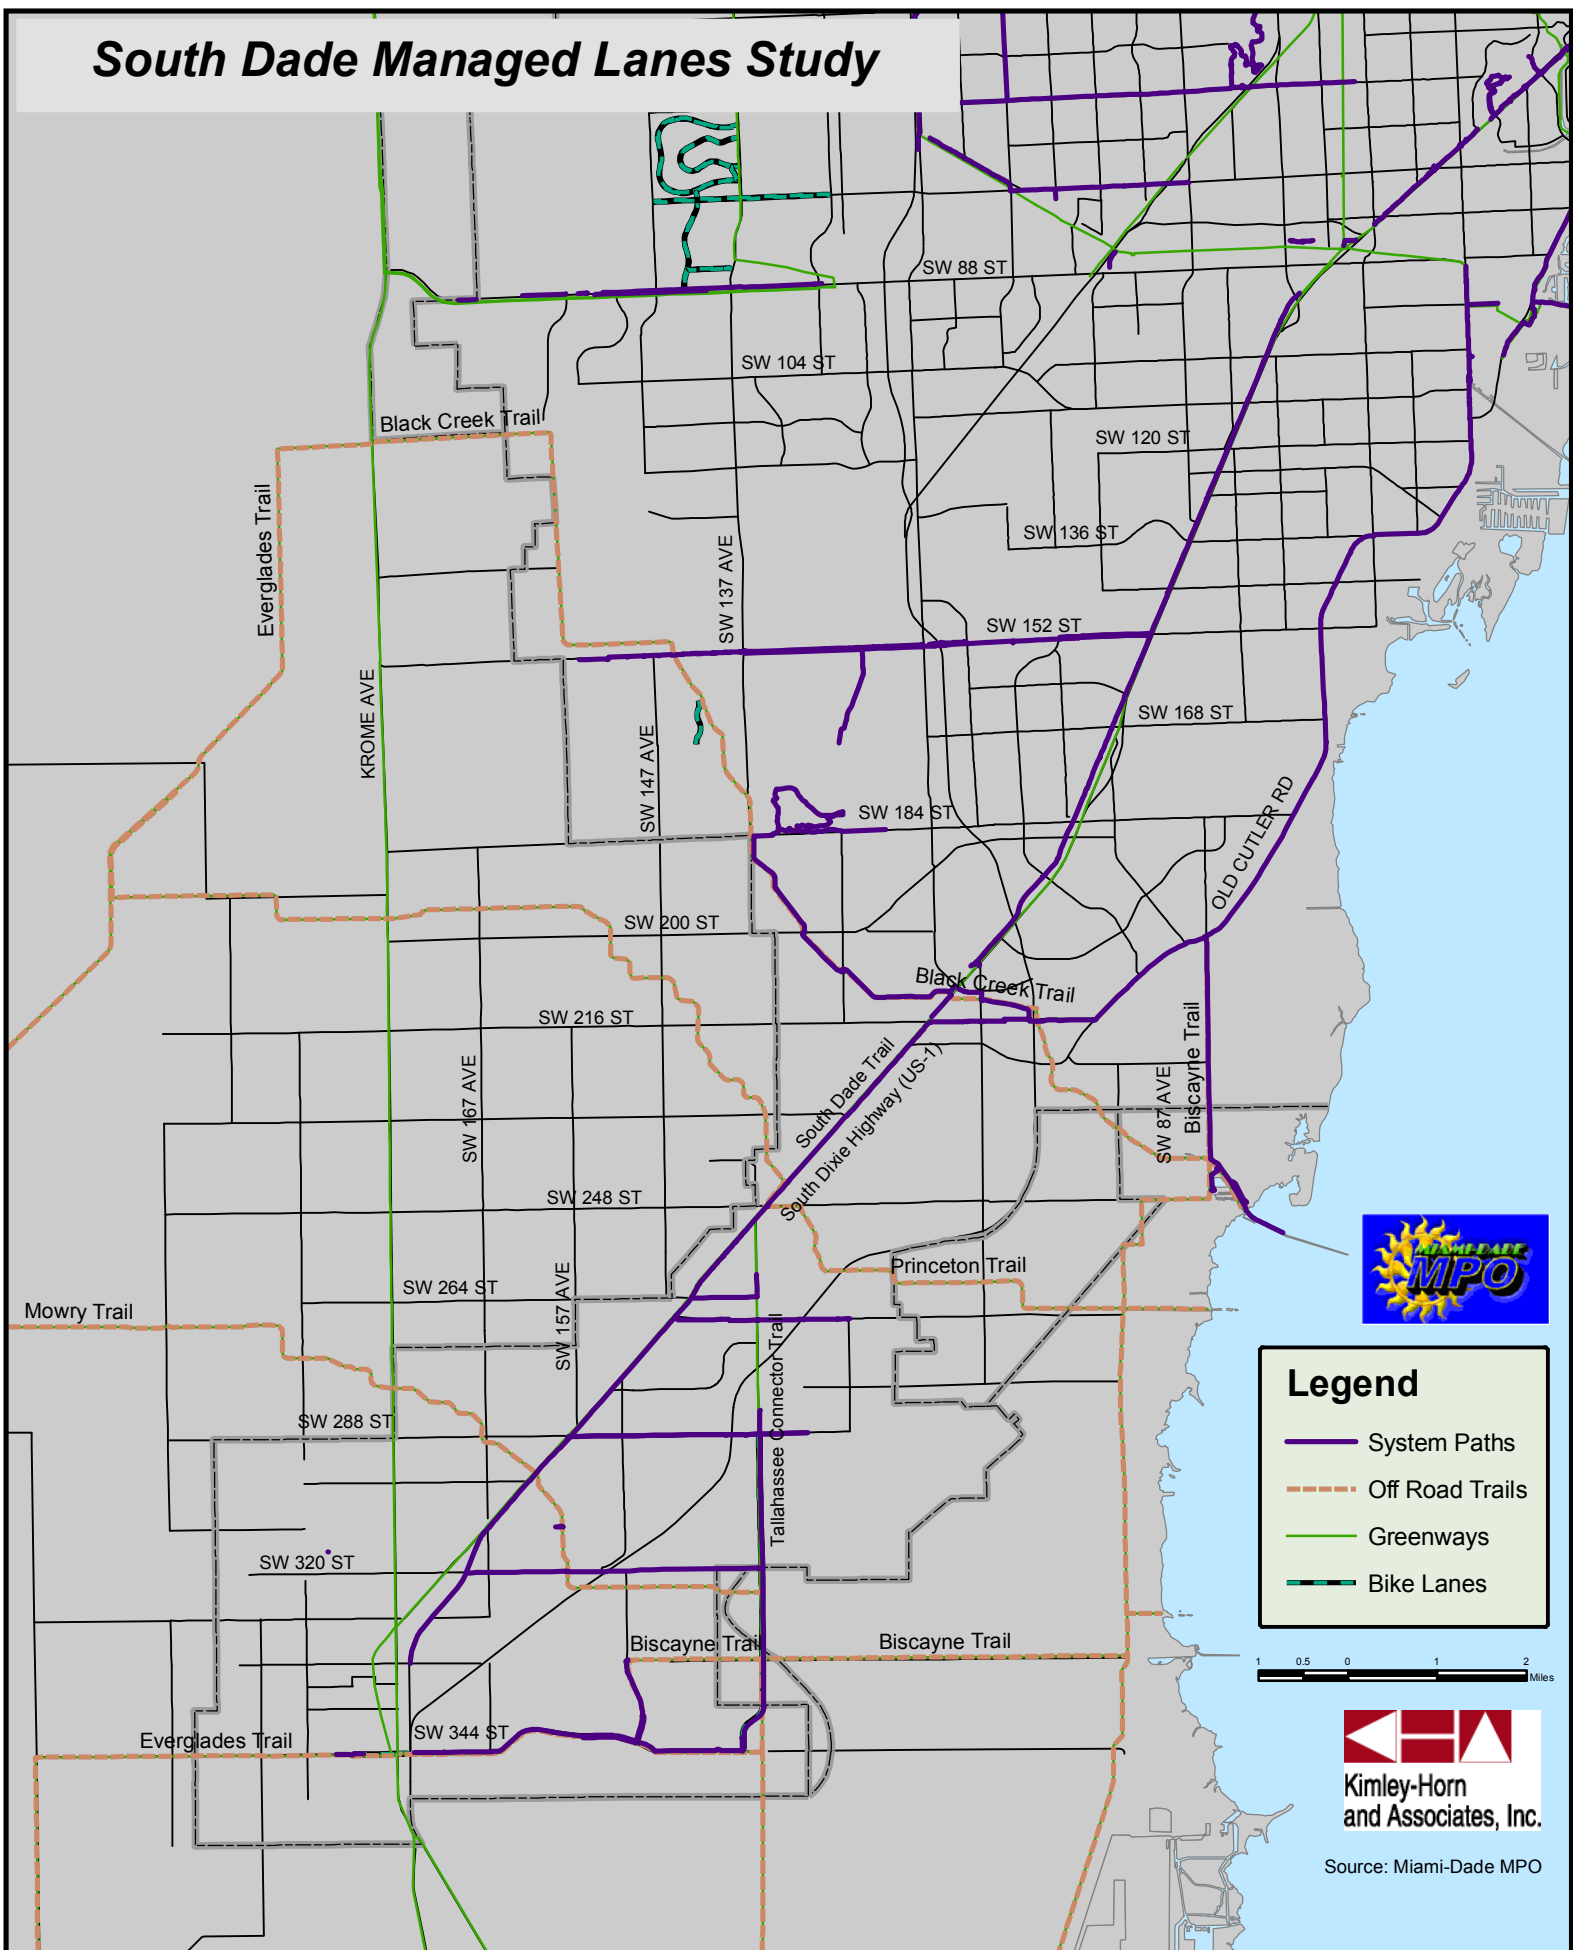 South Dade Managed Lanes Study
SW 88 ST
SW 104 ST
Black Creek Trail
SW 120 ST
Everglades Trail
SW 136 ST
SW 137 AVE
SW 152 ST
KROME AVE
SW 168 ST
SW 147 AVE
SW 184 ST
OLD CUTLER RD
SW 200 ST
Black Creek Trail
SW 216 ST
Biscayne Trail
South Dade Trail
South Dixie Highway (US-1)
SW 167 AVE
SW 87 AVE
SW 248 ST
Princeton Trail
SW 264 ST
SW 157 AVE
Mowry Trail
Tallahassee Connector Trail
SW 288 ST
SW 320 ST
Biscayne Trail
Biscayne Trail
SW 344 ST
Everglades Trail
MIAMI-DADE
MPO
Legend
System Paths
Off Road Trails
Greenways
Bike Lanes
1 0.5 0 1 2
Miles
Kimley-Horn
and Associates, Inc.
Source: Miami-Dade MPO